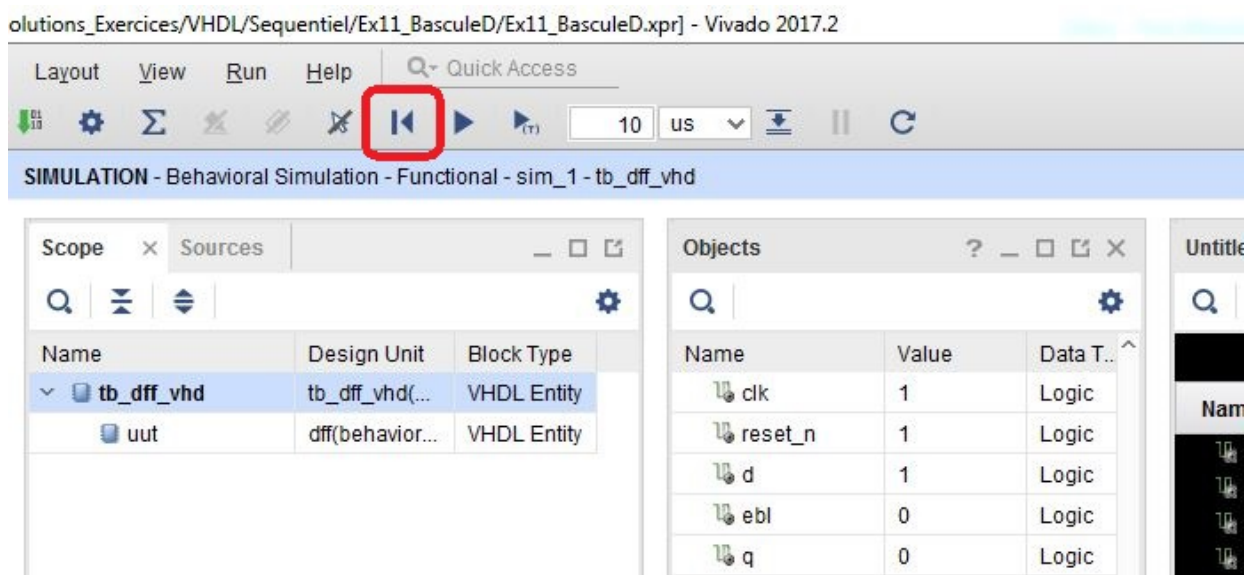 olutions_Exercices/VHDL/Sequentiel/Ex11_BasculeD/Ex11_BasculeD.xpr] - Vivado 2017.2
Layout View Run Help Quick Access
10 us
SIMULATION - Behavioral Simulation - Functional - sim_1 - tb_dff_vhd
Scope Sources
Name Design Unit Block Type
tb_dff_vhd tb_dff_vhd(... VHDL Entity
uut dff(behavior... VHDL Entity
Objects
Name Value Data T...
clk 1 Logic
reset_n 1 Logic
d 1 Logic
ebl 0 Logic
q 0 Logic
Untitle
Nam